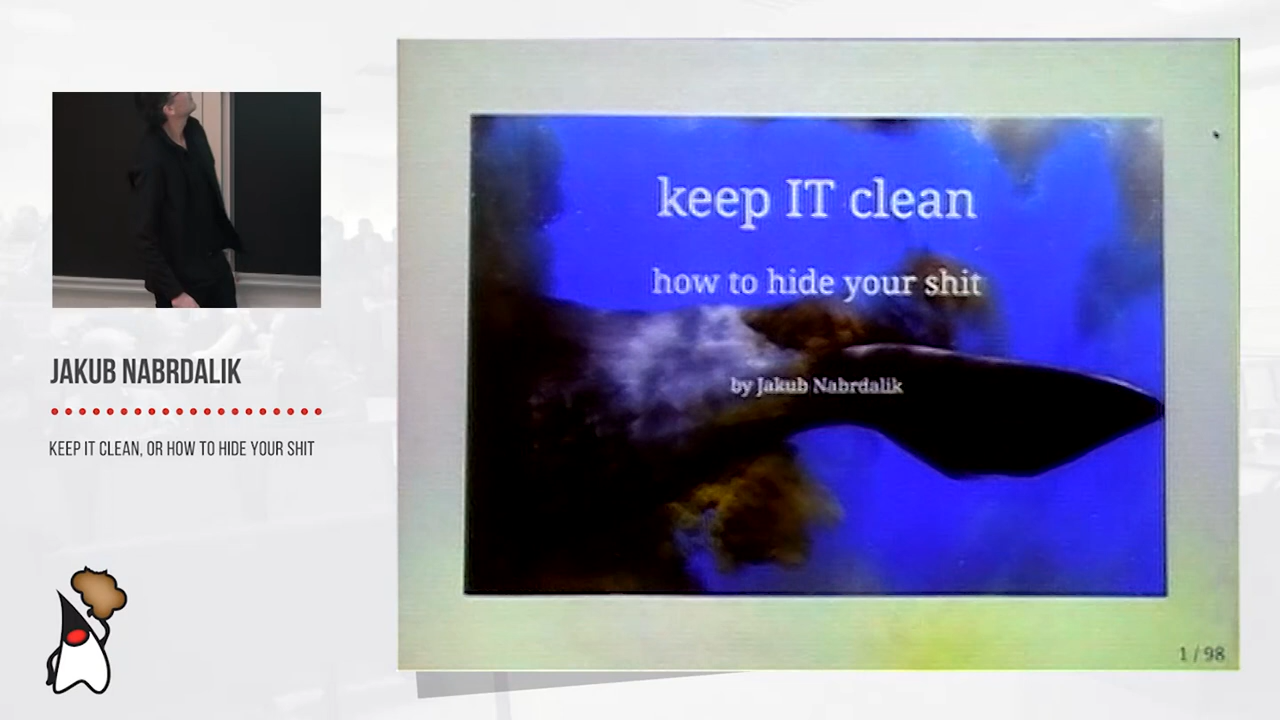 JAKUB NABRDALIK
KEEP IT CLEAN, OR HOW TO HIDE YOUR SHIT
keep IT clean
how to hide your shit
by Jakub Nabrdalik
1 / 98